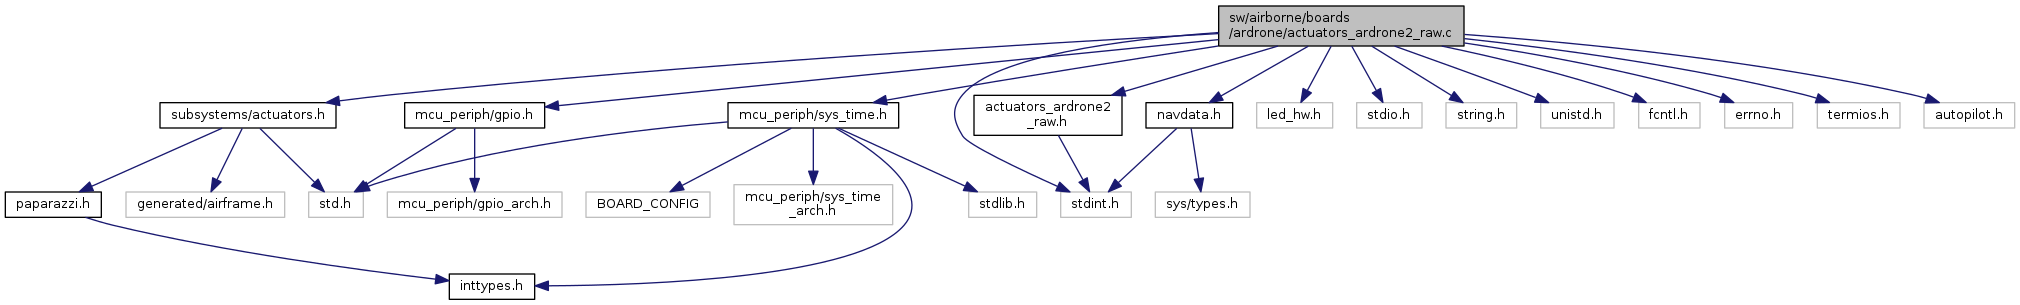 sw/airborne/boards
/ardrone/actuators_ardrone2_raw.c
subsystems/actuators.h
mcu_periph/gpio.h
mcu_periph/sys_time.h
actuators_ardrone2
_raw.h
navdata.h
led_hw.h
stdio.h
string.h
unistd.h
fcntl.h
errno.h
termios.h
autopilot.h
paparazzi.h
generated/airframe.h
std.h
mcu_periph/gpio_arch.h
BOARD_CONFIG
mcu_periph/sys_time
_arch.h
stdlib.h
stdint.h
sys/types.h
inttypes.h